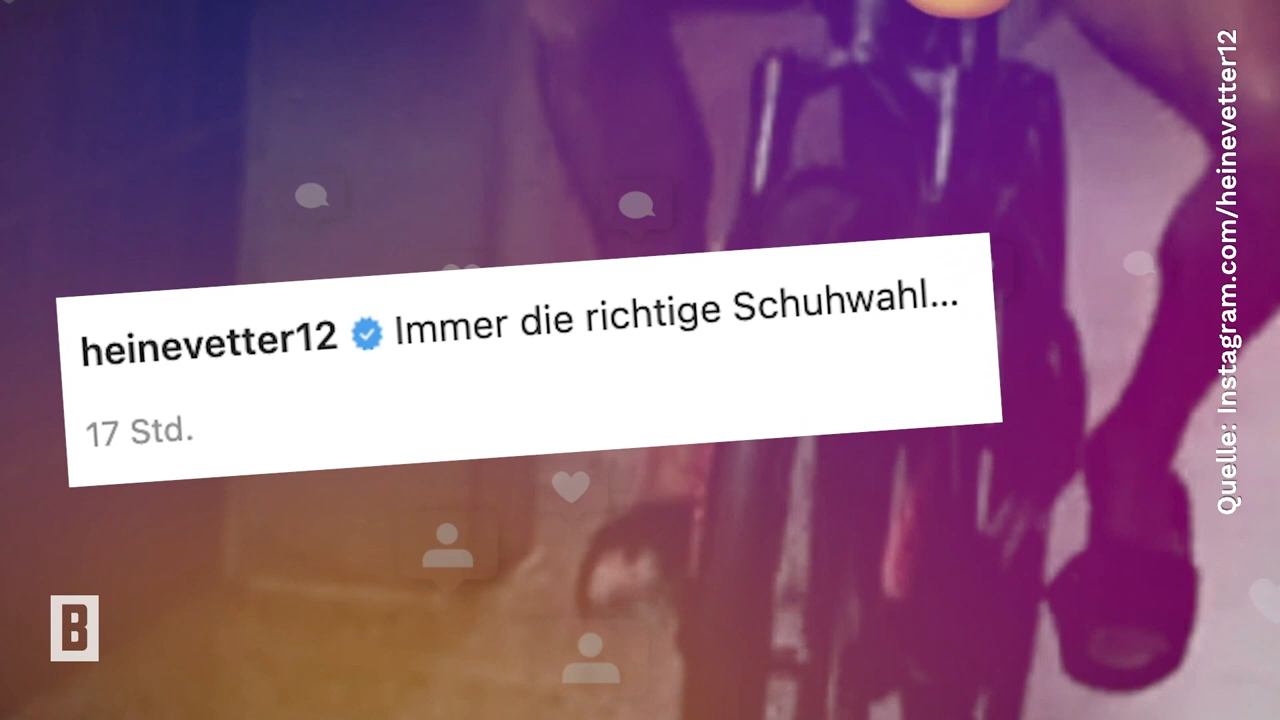 heinevetter12 Immer die richtige Schuhwahl...
17 Std.
Quelle: Instagram.com/heinevetter12
B